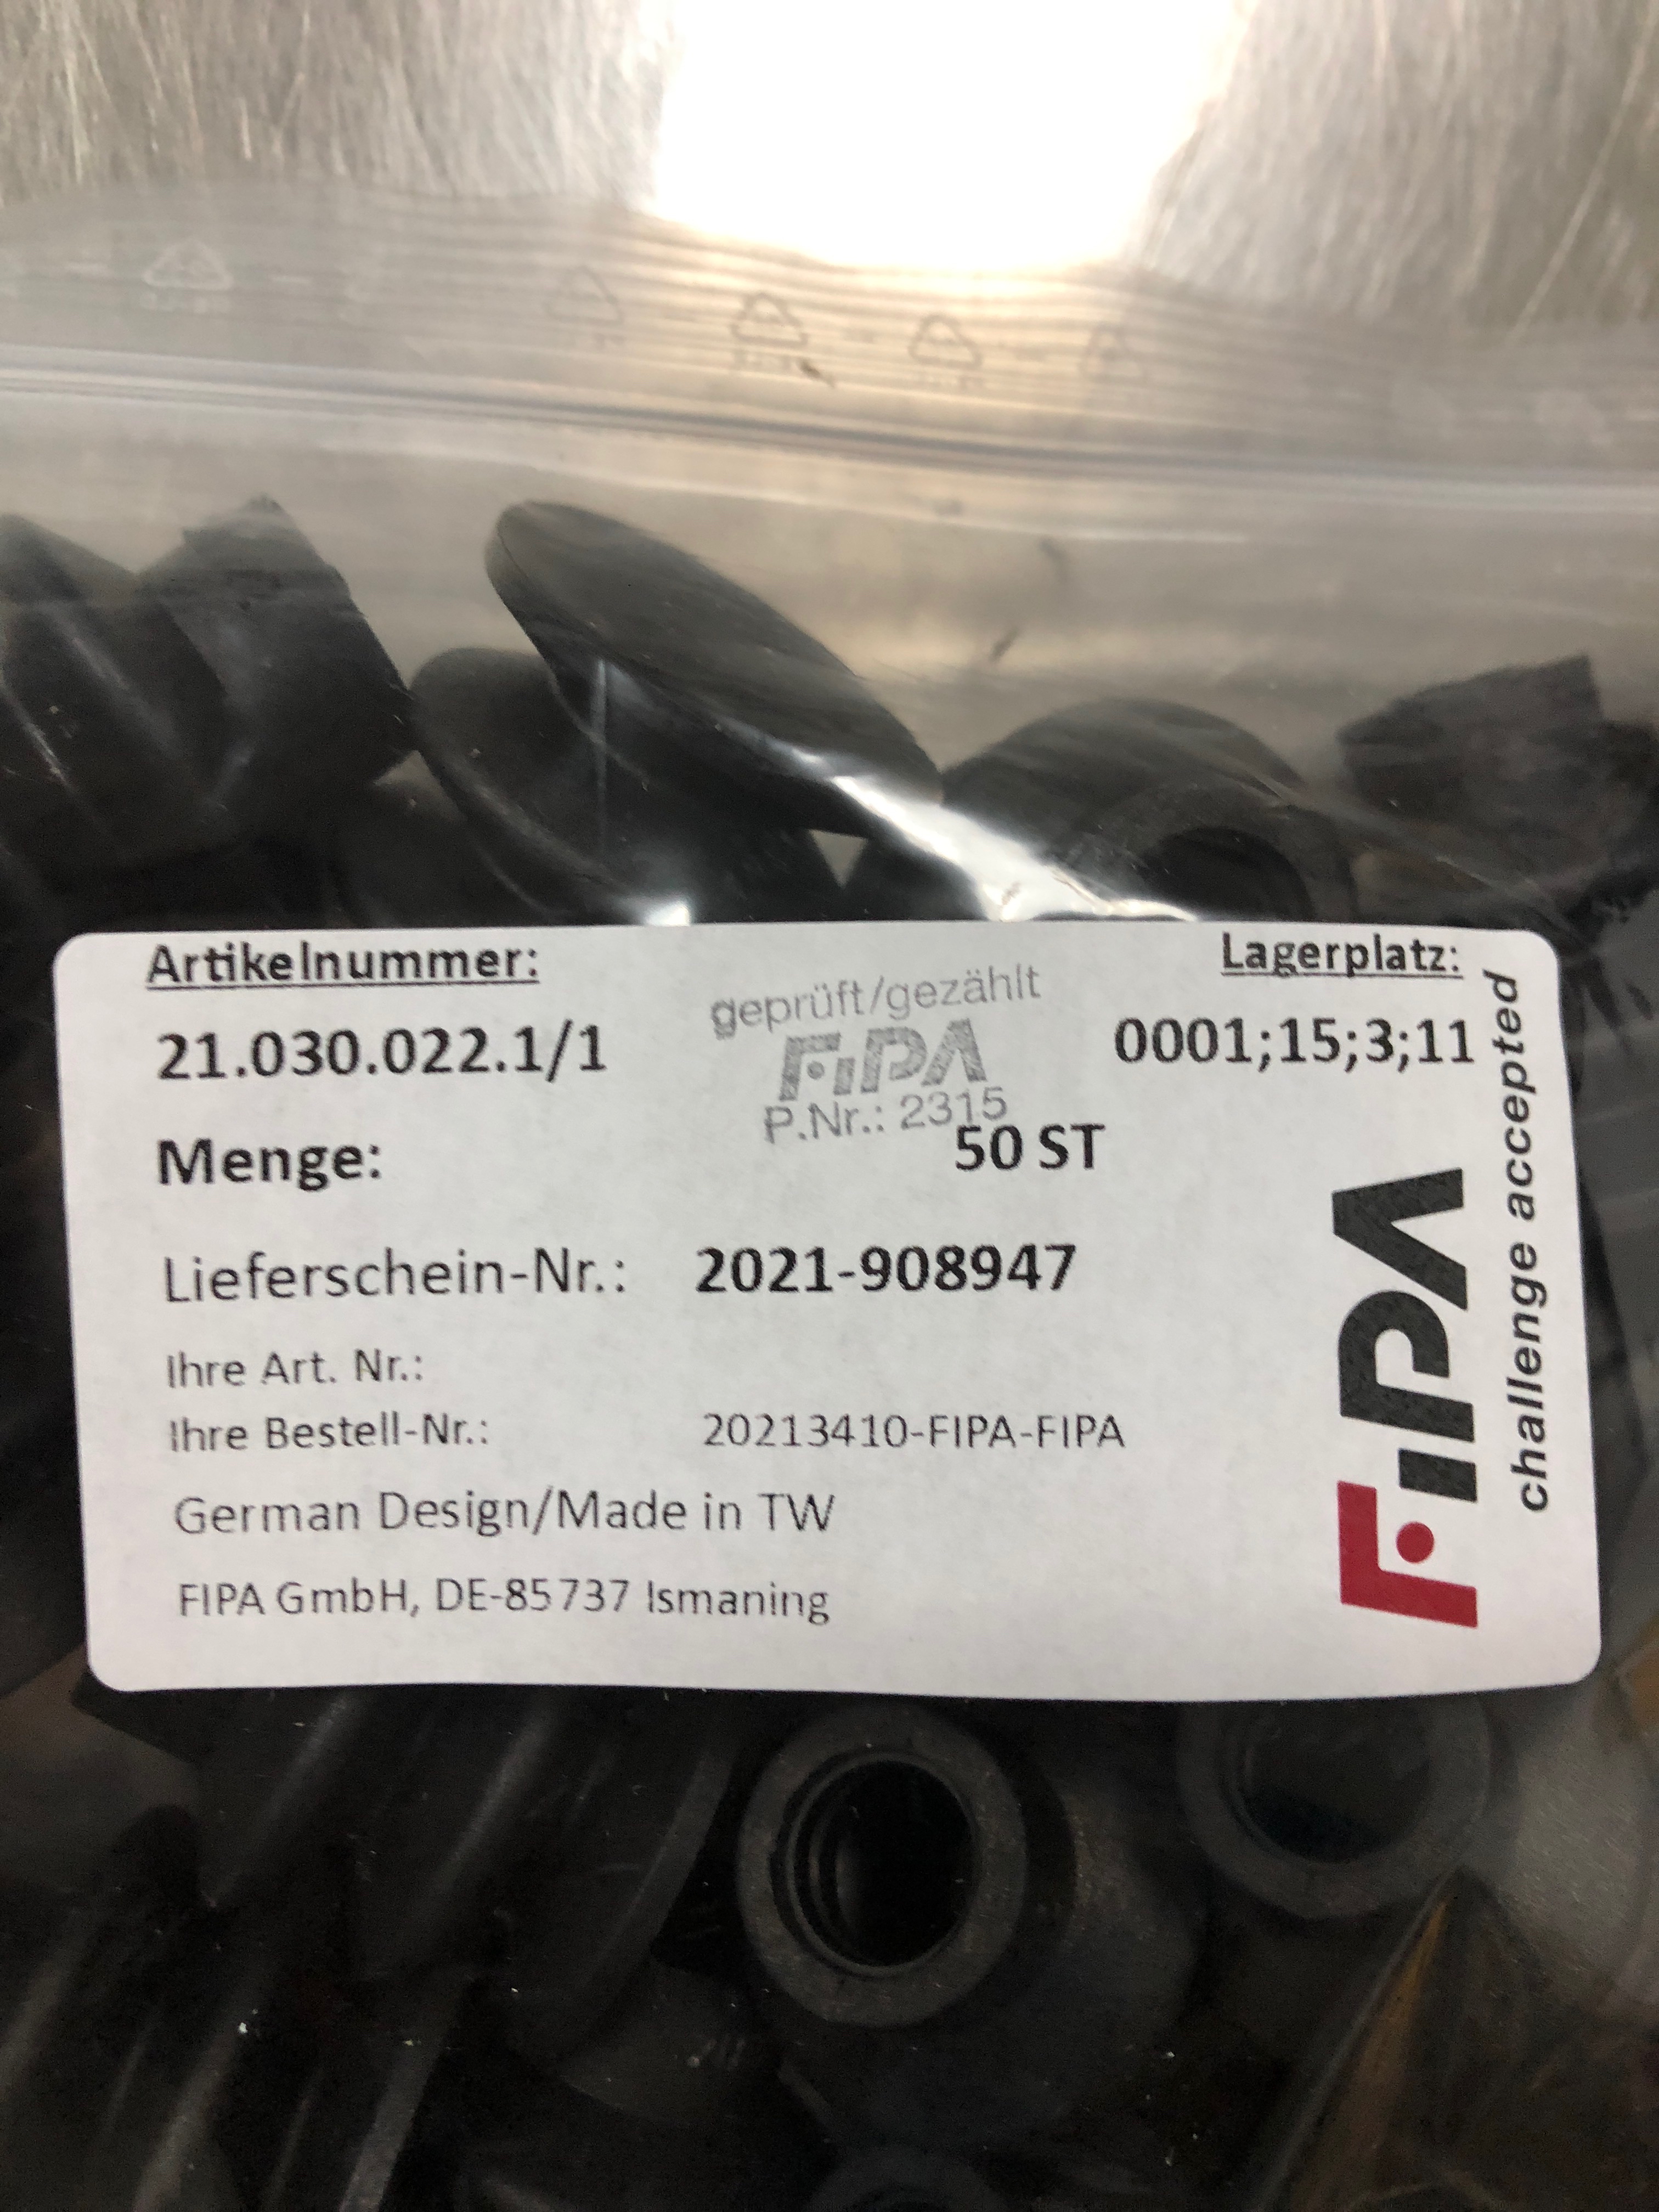 Artikelnummer:
Lagerplatz:
geprüft/gezählt
FiPA
P.Nr.: 2315
21.030.022.1/1
0001;15;3;11
Menge:
50 ST
Lieferschein-Nr.: 2021-908947
Ihre Art. Nr.:
Ihre Bestell-Nr.: 20213410-FIPA-FIPA
German Design/Made in TW
FIPA GmbH, DE-85737 Ismaning
FiPA
challenge accepted